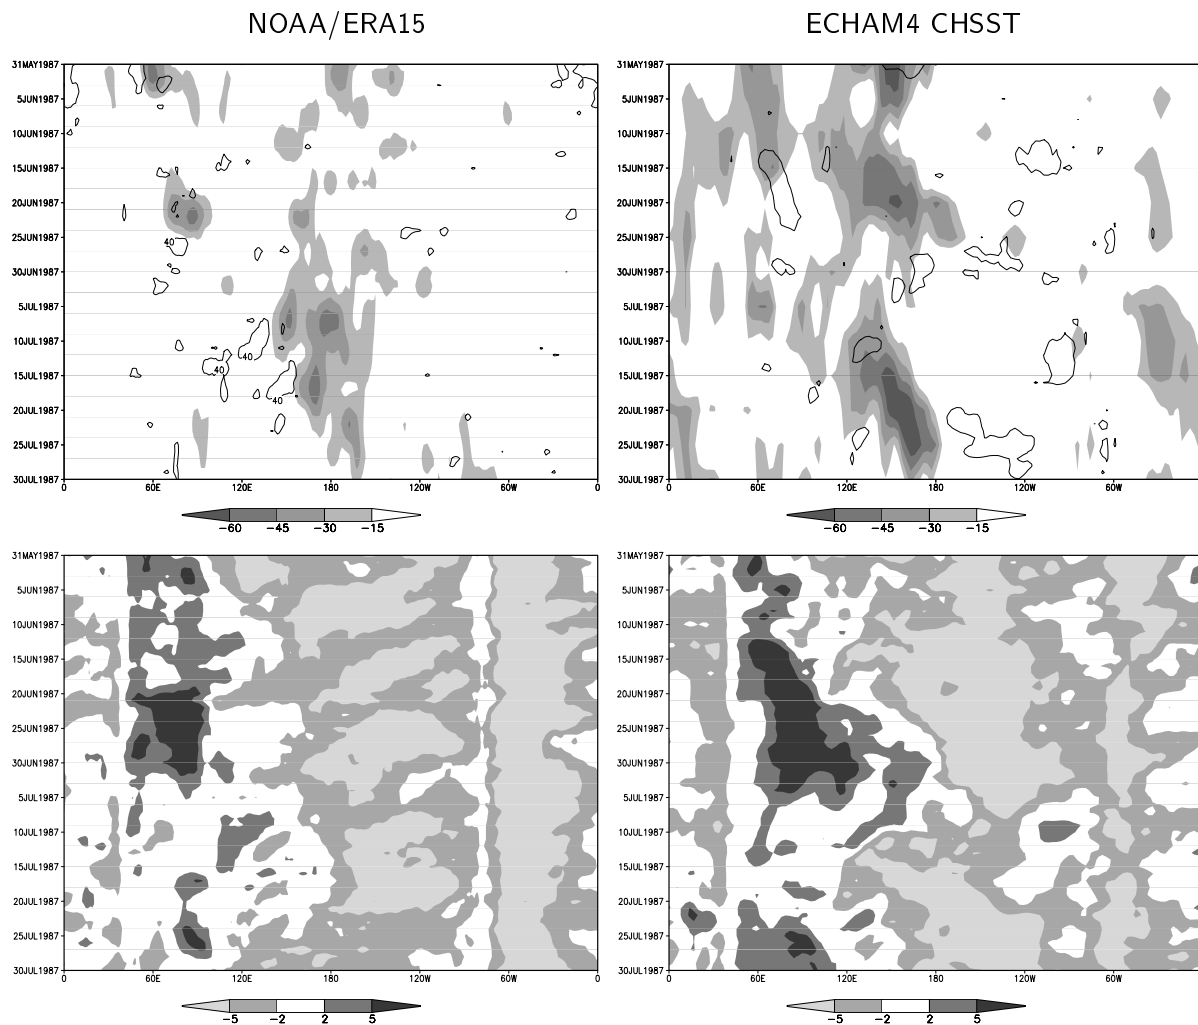 NOAA/ERA15 ECHAM4 CHSST
31MAY1987 31MAY1987
5JUN1987 5JUN1987
10JUN1987 10JUN1987
15JUN1987 15JUN1987
20JUN1987 20JUN1987
25JUN1987 25JUN1987
40
30JUN1987 30JUN1987
5JUL1987 5JUL1987
10JUL1987 10JUL1987
40
40
15JUL1987 15JUL1987
40
20JUL1987 20JUL1987
25JUL1987 25JUL1987
30JUL1987 30JUL1987
0 60E 120E 180 120W 60W 0 0 60E 120E 180 120W 60W
-60 -45 -30 -15 -60 -45 -30 -15
31MAY1987 31MAY1987
5JUN1987 5JUN1987
10JUN1987 10JUN1987
15JUN1987 15JUN1987
20JUN1987 20JUN1987
25JUN1987 25JUN1987
30JUN1987 30JUN1987
5JUL1987 5JUL1987
10JUL1987 10JUL1987
15JUL1987 15JUL1987
20JUL1987 20JUL1987
25JUL1987 25JUL1987
30JUL1987 30JUL1987
0 60E 120E 180 120W 60W 0 0 60E 120E 180 120W 60W
-5 -2 2 5 -5 -2 2 5